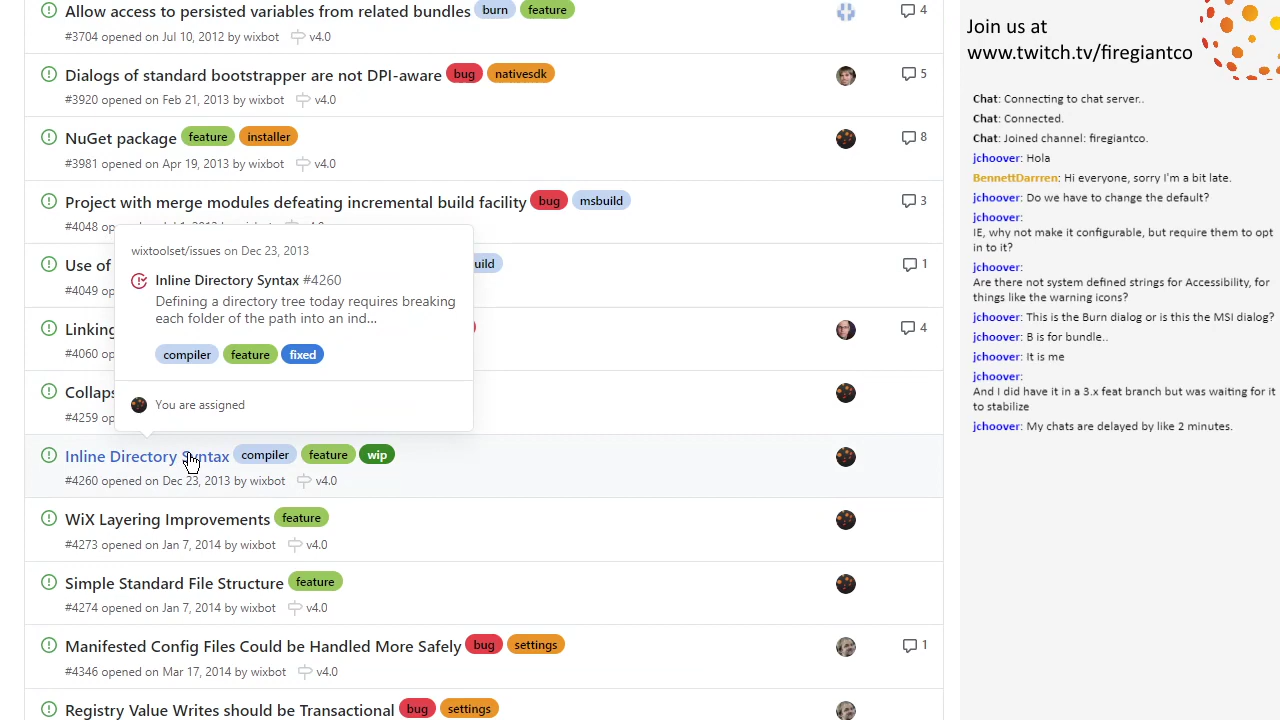 Allow access to persisted variables from related bundles burn feature 4
#3704 opened on Jul 10, 2012 by wixbot v4.0
Dialogs of standard bootstrapper are not DPI-aware bug nativesdk 5
#3920 opened on Feb 21, 2013 by wixbot v4.0
NuGet package feature installer 8
#3981 opened on Apr 19, 2013 by wixbot v4.0
Project with merge modules defeating incremental build facility bug msbuild 3
#4048
wixtoolset/issues on Dec 23, 2013
Inline Directory Syntax #4260
Defining a directory tree today requires breaking
each folder of the path into an ind...
compiler feature fixed
You are assigned
Use of uild 1
#4049 op
Linking 4
#4060 op
Collaps
#4259 op
Inline Directory Syntax compiler feature wip
#4260 opened on Dec 23, 2013 by wixbot v4.0
WiX Layering Improvements feature
#4273 opened on Jan 7, 2014 by wixbot v4.0
Simple Standard File Structure feature
#4274 opened on Jan 7, 2014 by wixbot v4.0
Manifested Config Files Could be Handled More Safely bug settings 1
#4346 opened on Mar 17, 2014 by wixbot v4.0
Registry Value Writes should be Transactional bug settings
Join us at
www.twitch.tv/firegiantco
Chat: Connecting to chat server..
Chat: Connected.
Chat: Joined channel: firegiantco.
jchoover: Hola
BennettDarrren: Hi everyone, sorry I'm a bit late.
jchoover: Do we have to change the default?
jchoover:
IE, why not make it configurable, but require them to opt
in to it?
jchoover:
Are there not system defined strings for Accessibility, for
things like the warning icons?
jchoover: This is the Burn dialog or is this the MSI dialog?
jchoover: B is for bundle..
jchoover: It is me
jchoover:
And I did have it in a 3.x feat branch but was waiting for it
to stabilize
jchoover: My chats are delayed by like 2 minutes.